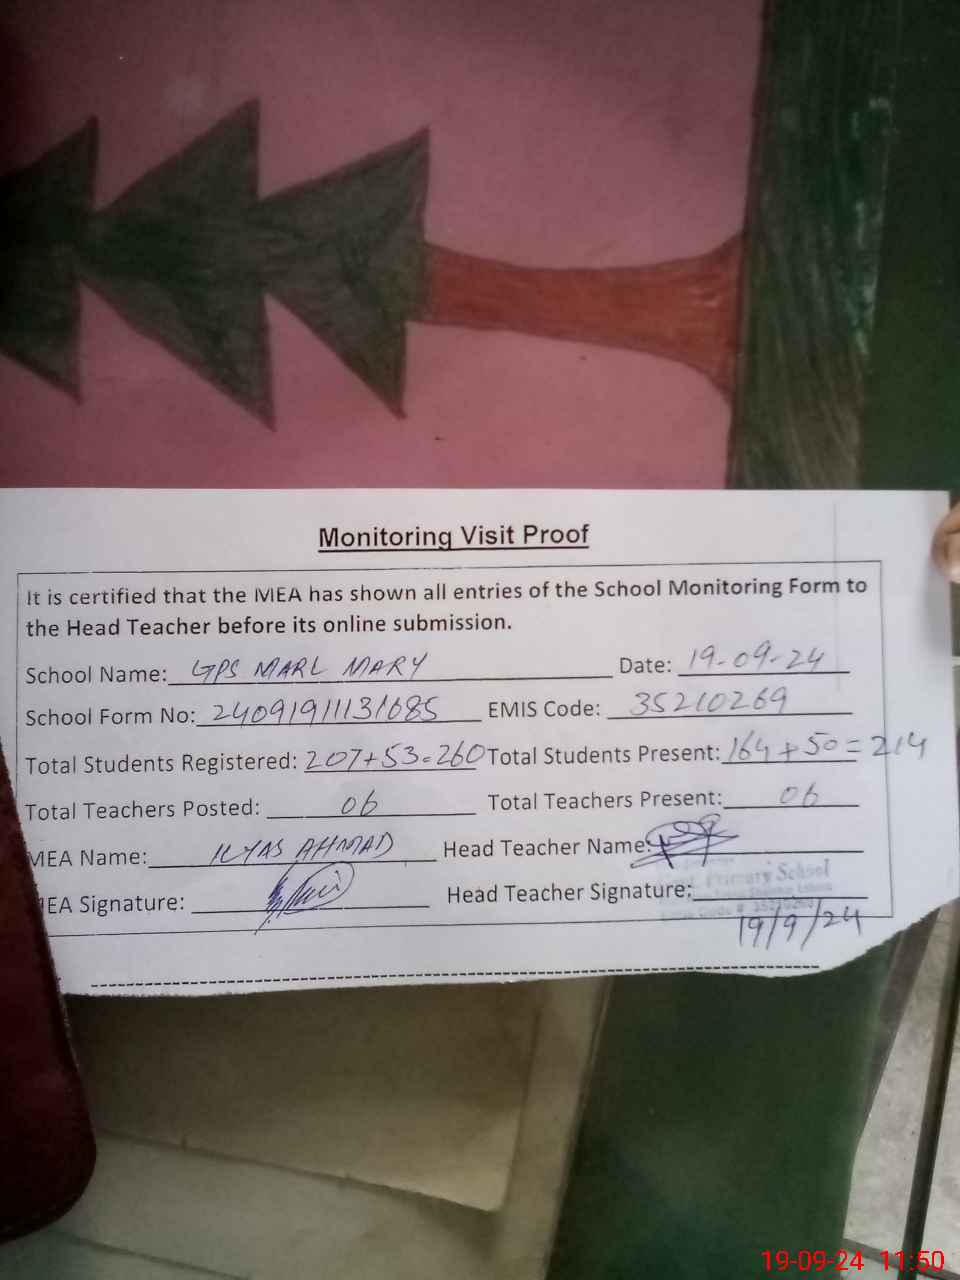 Monitoring Visit Proof
It is certified that the MEA has shown all entries of the School Monitoring Form to
the Head Teacher before its online submission.
School Name: GPS MARL MARY Date: 19-09-24
School Form No: 24091911131685 EMIS Code: 35210269
Total Students Registered: 207+53=260 Total Students Present: 164+50=214
Total Teachers Posted: 06 Total Teachers Present: 06
MEA Name: ILYAS AHMAD Head Teacher Name:
Primary School
MEA Signature: Head Teacher Signature:
19/9/24
19-09-24 11:50